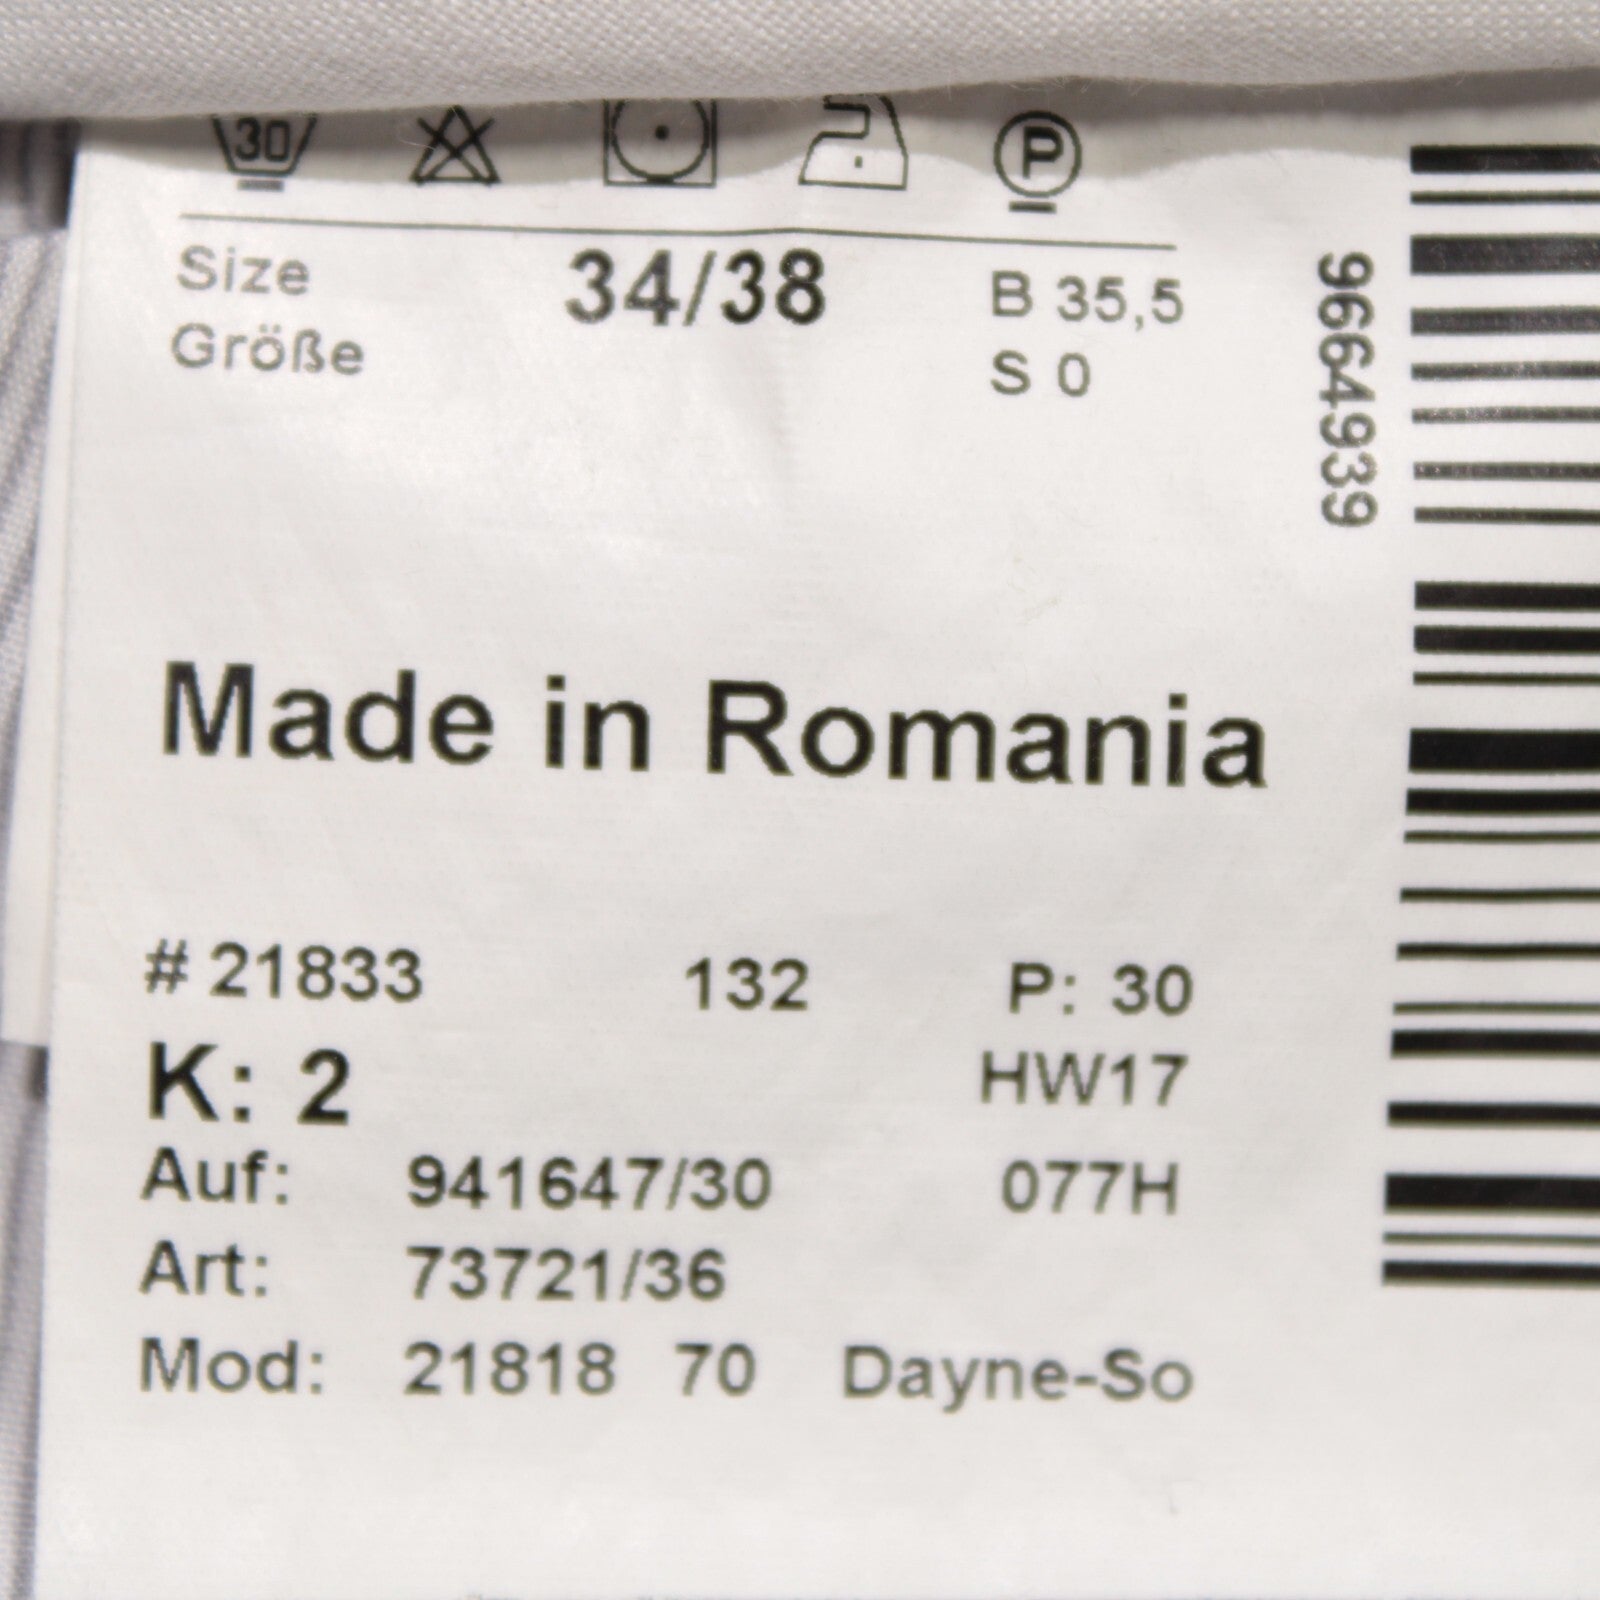 30 P
Size 34/38 B 35,5
Größe S 0
9664939
Made in Romania
# 21833 132 P: 30
K: 2 HW17
Auf: 941647/30 077H
Art: 73721/36
Mod: 21818 70 Dayne-So